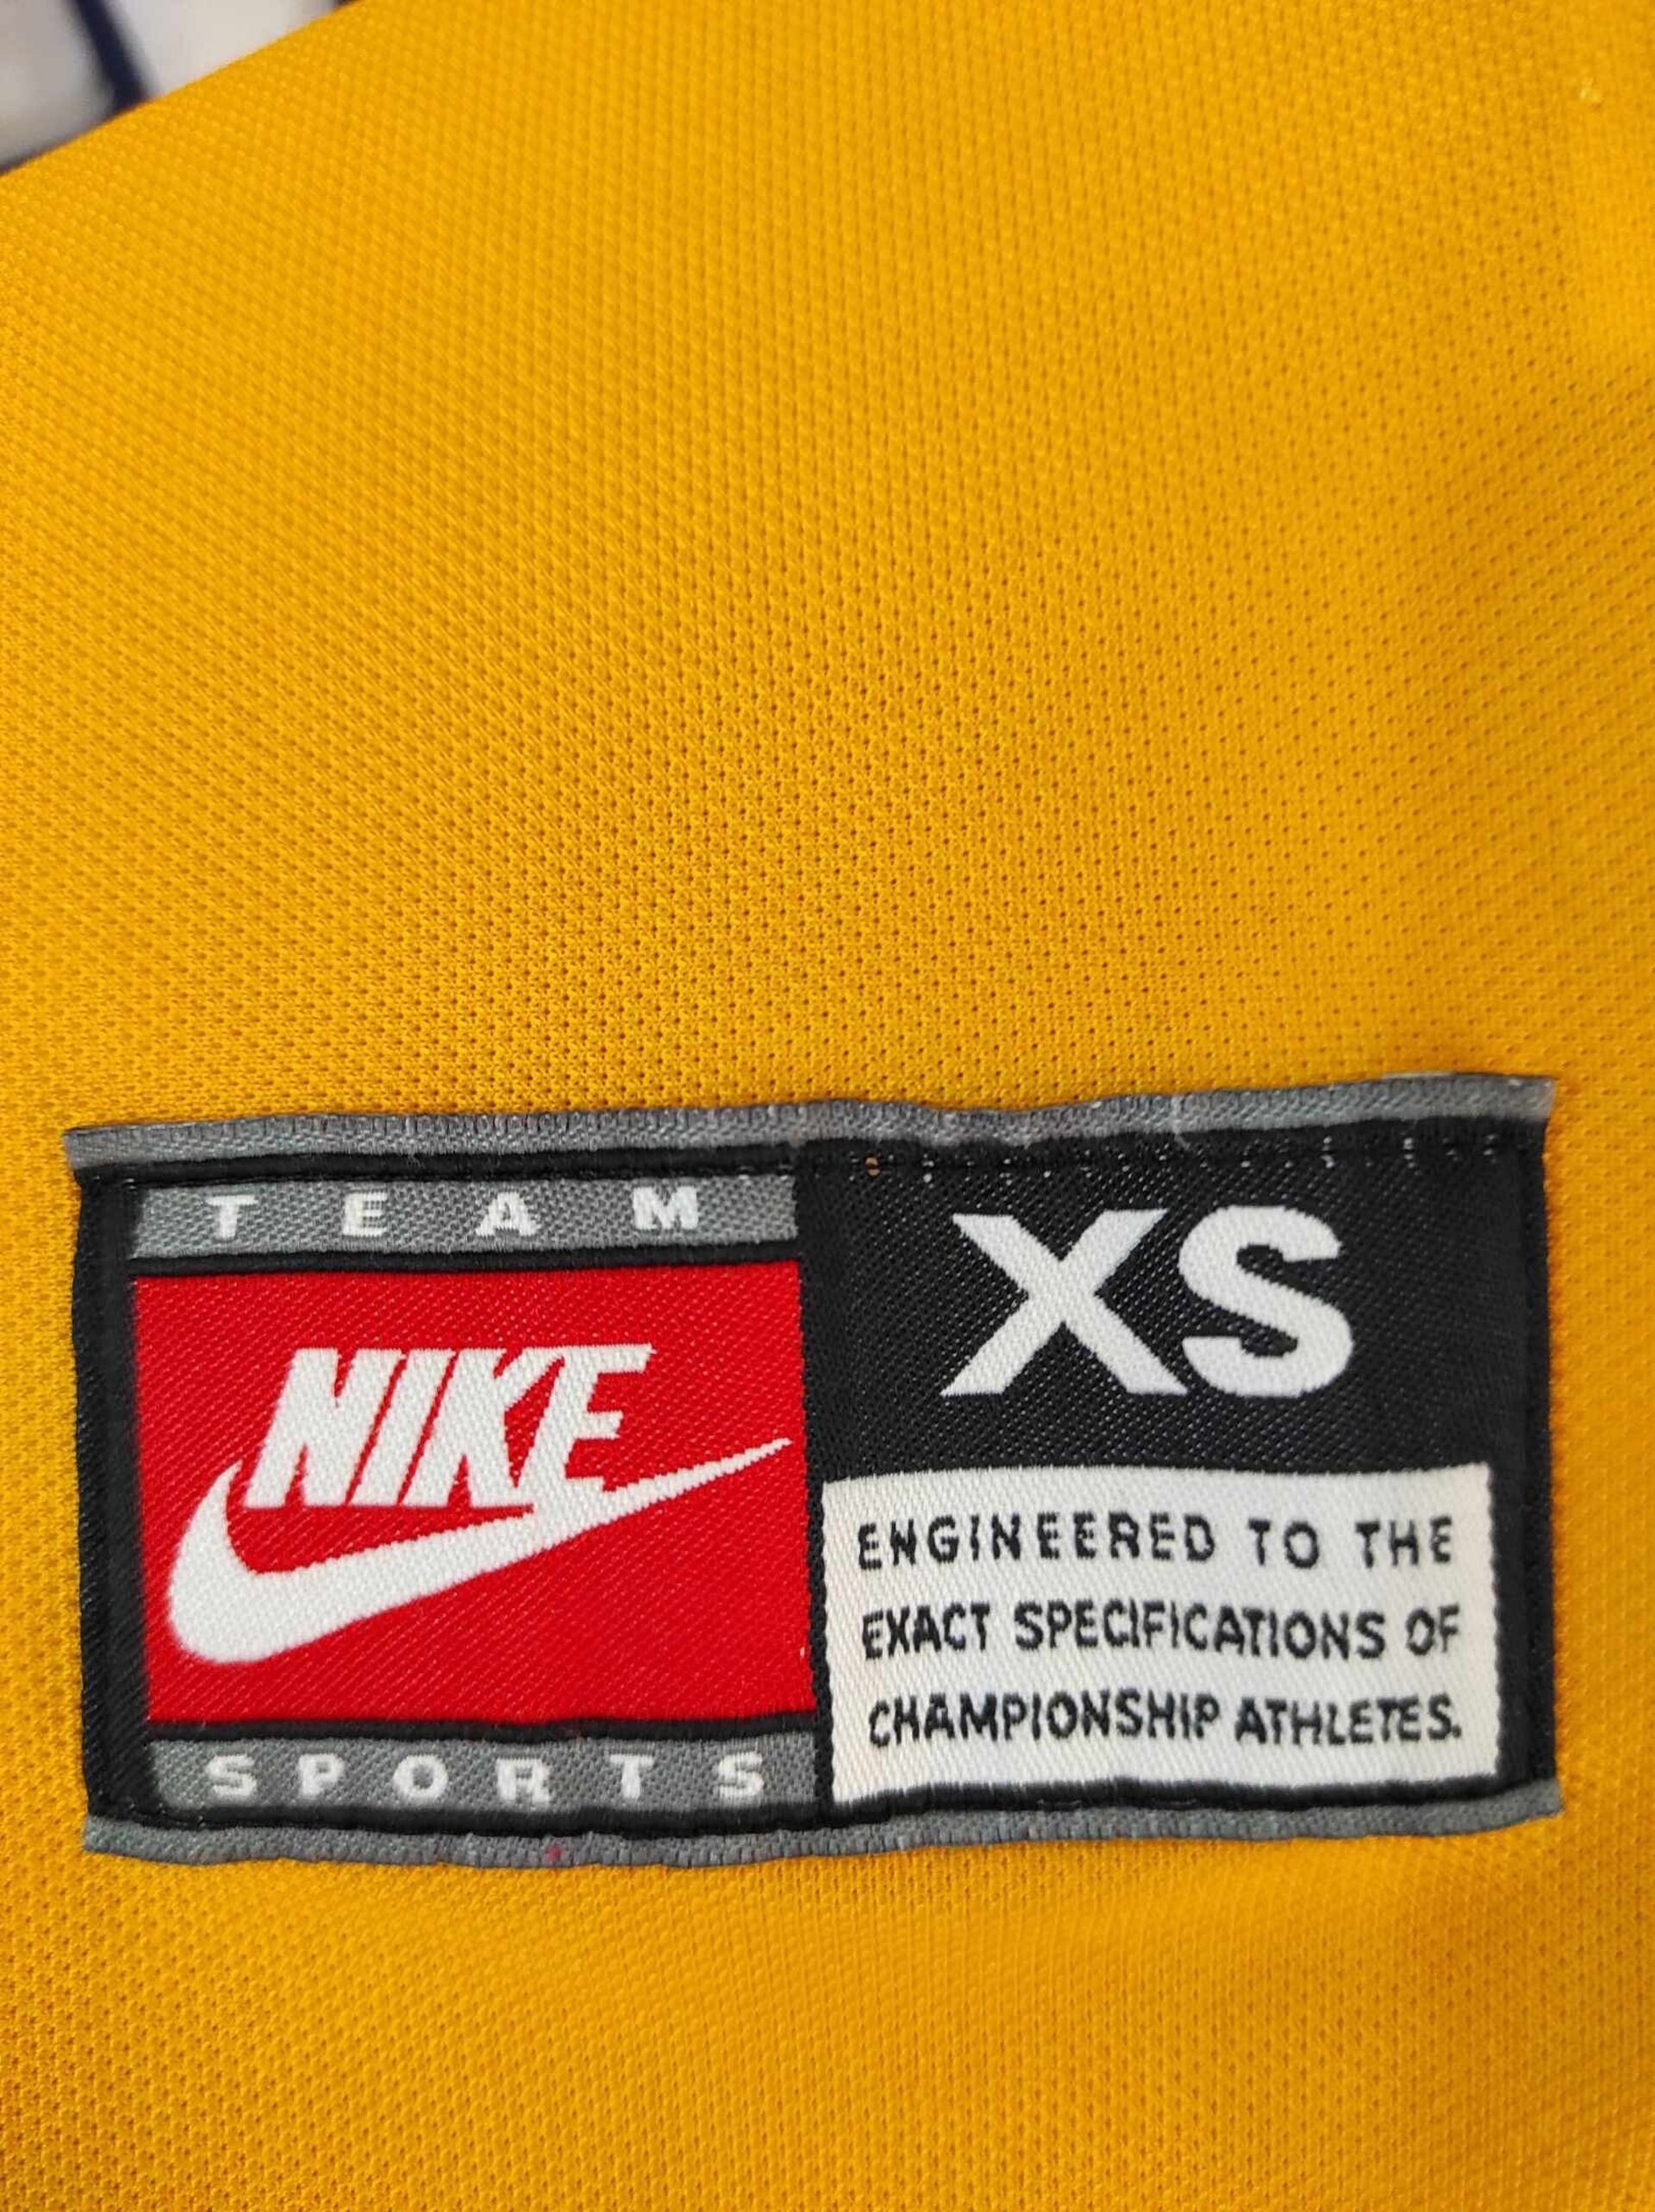 TEAM
NIKE
SPORTS
XS
ENGINEERED TO THE
EXACT SPECIFICATIONS OF
CHAMPIONSHIP ATHLETES.